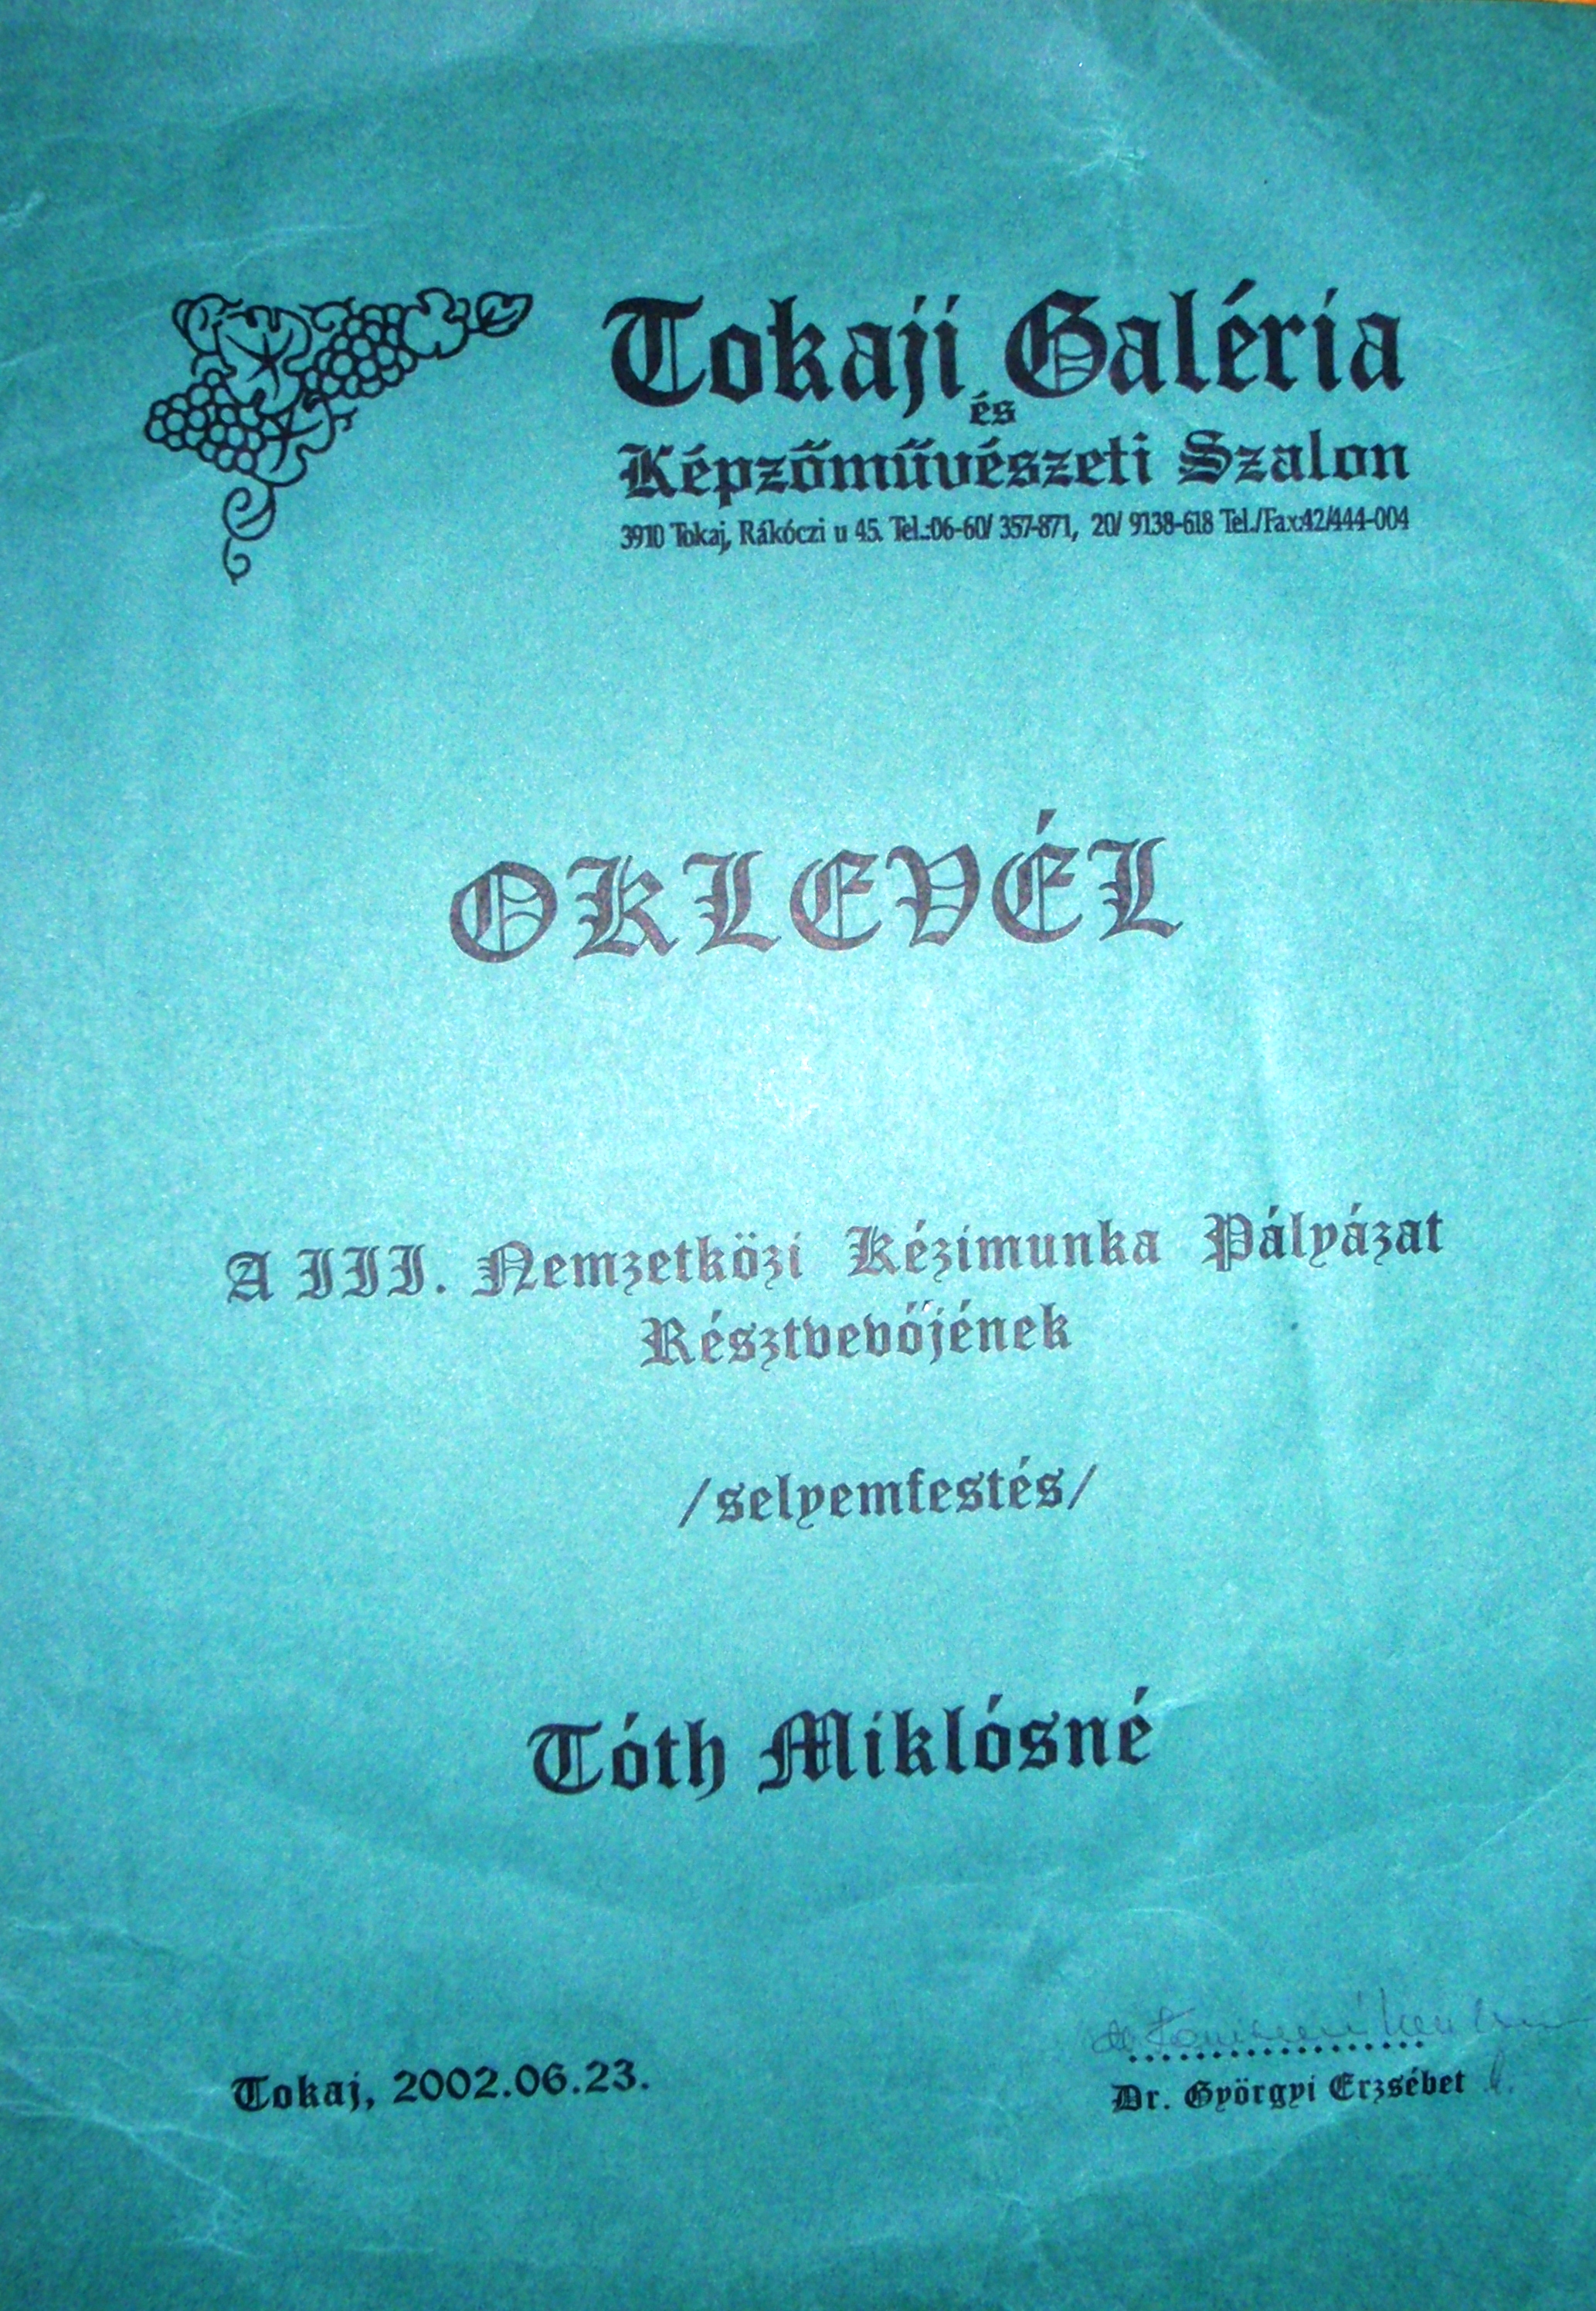 Tokaji Galéria
és
Képzőművészeti Szalon
3910 Tokaj, Rákóczi u 45. Tel.:06-60/ 357-871, 20/ 9138-618 Tel./Fax:42/444-004
OKLEVÉL
A III. Nemzetközi Kézimunka Pályázat
Résztvevőjének
/selyemfestés/
Tóth Miklósné
Tokaj, 2002.06.23.
Dr. Györgyi Erzsébet